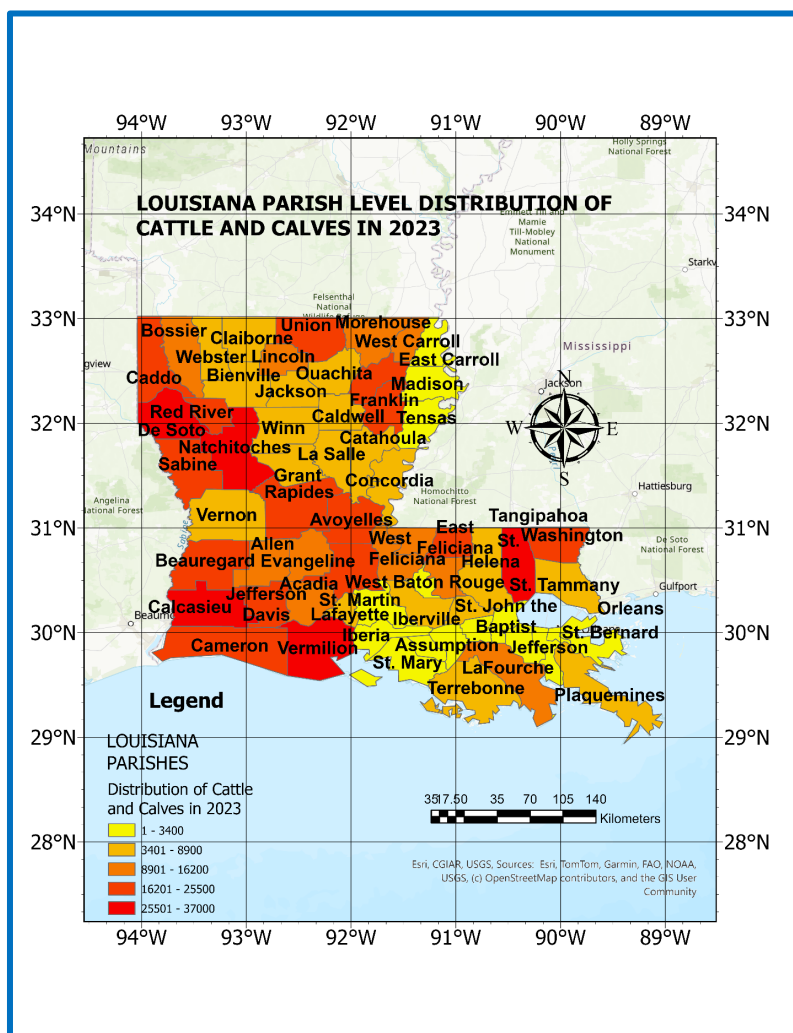 94°W 93°W 92°W 91°W 90°W 89°W
Mountains
Holly Springs
National Forest
34°N
LOUISIANA PARISH LEVEL DISTRIBUTION OF
CATTLE AND CALVES IN 2023
34°N
Emmett Till and
Mamie
Till-Mobley
National
Monument
Starkv
Felsenthal
National
Wildlife Refuge
33°N
33°N
Union
Morehouse
Bossier
Claiborne
West Carroll
Mississippi
Webster
Lincoln
East Carroll
gview
Bienville
Ouachita
Caddo
Jackson
Madison
N
Jackson
Franklin
Red River
Caldwell
Tensas
32°N
De Soto
Winn
W
E
32°N
Natchitoches
Catahoula
Sabine
La Salle
Pearl
S
Grant
Concordia
Rapides
Homochitto
National Forest
Hattiesburg
Angelina
National Forest
Vernon
Tangipahoa
31°N
Sabine
Avoyelles
East
St.
Washington
31°N
Allen
West
Feliciana
De Soto
National Forest
Beauregard
Evangeline
Feliciana
Helena
Acadia
West Baton Rouge
St. Tammany
Gulfport
Jefferson
St. Martin
Calcasieu
Davis
Lafayette
Iberville
St. John the
Orleans
Beaumo
30°N
Iberia
Baptist
St. Bernard
30°N
Cameron
Vermilion
Assumption
Jefferson
St. Mary
LaFourche
Terrebonne
Plaquemines
Legend
29°N
LOUISIANA
PARISHES
29°N
Distribution of Cattle
and Calves in 2023
35 17.5 0 35 70 105 140
Kilometers
1 - 3400
28°N
3401 - 8900
28°N
8901 - 16200
Esri, CGIAR, USGS, Sources: Esri, TomTom, Garmin, FAO, NOAA,
USGS, (c) OpenStreetMap contributors, and the GIS User
Community
16201 - 25500
25501 - 37000
94°W 93°W 92°W 91°W 90°W 89°W